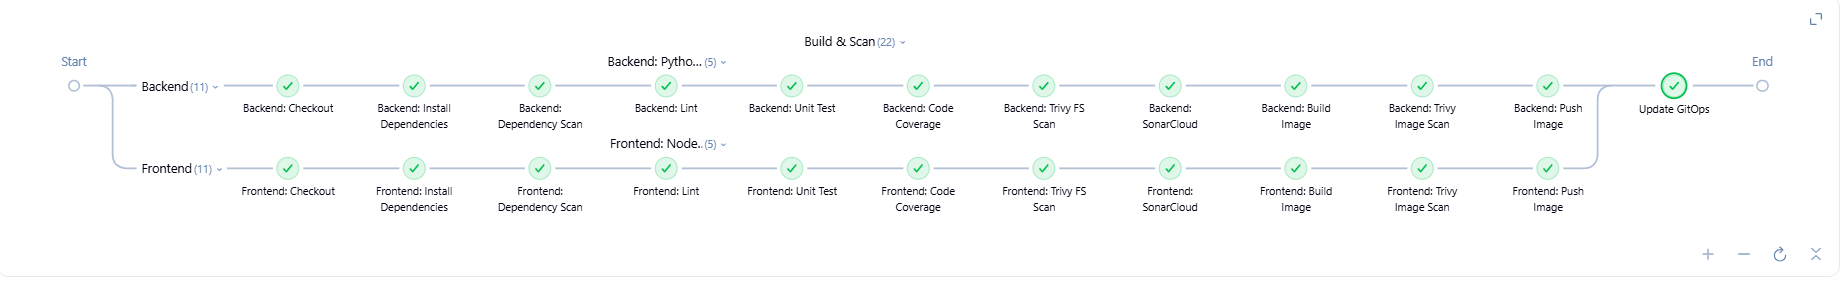 Build & Scan (22)
Start
Backend: Pytho... (5)
End
Backend (11)
Backend: Checkout
Backend: Install
Dependencies
Backend:
Dependency Scan
Backend: Lint
Backend: Unit Test
Backend: Code
Coverage
Backend: Trivy FS
Scan
Backend:
SonarCloud
Backend: Build
Image
Backend: Trivy
Image Scan
Backend: Push
Image
Update GitOps
Frontend: Node.. (5)
Frontend (11)
Frontend: Checkout
Frontend: Install
Dependencies
Frontend:
Dependency Scan
Frontend: Lint
Frontend: Unit Test
Frontend: Code
Coverage
Frontend: Trivy FS
Scan
Frontend:
SonarCloud
Frontend: Build
Image
Frontend: Trivy
Image Scan
Frontend: Push
Image